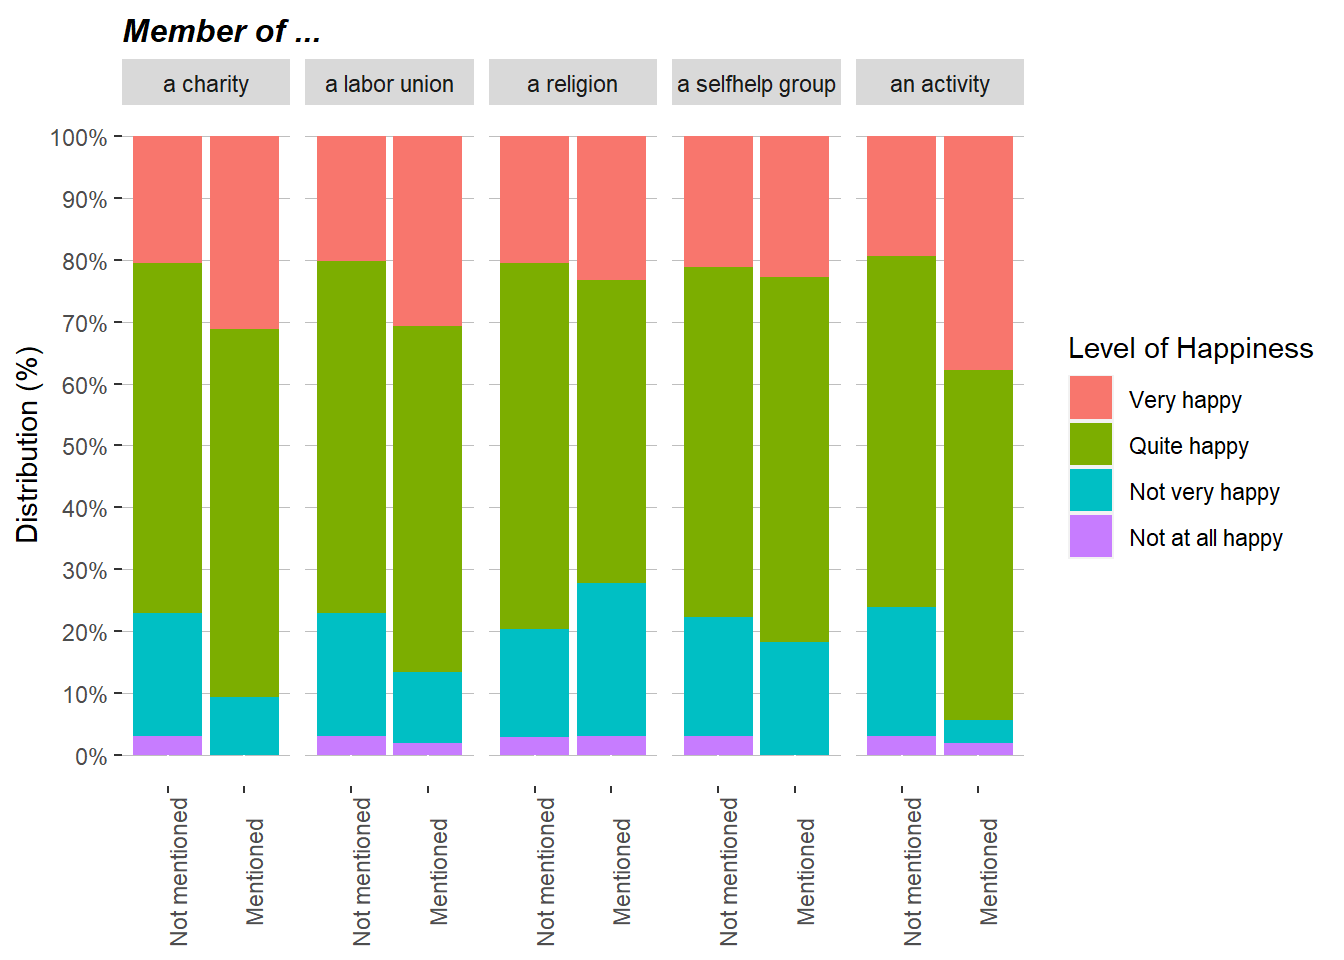 Member of ...
a charity
a labor union
a religion
a selfhelp group
an activity
100%
90%
80%
70%
60%
50%
40%
30%
20%
10%
0%
Distribution (%)
Not mentioned
Mentioned
Not mentioned
Mentioned
Not mentioned
Mentioned
Not mentioned
Mentioned
Not mentioned
Mentioned
Level of Happiness
Very happy
Quite happy
Not very happy
Not at all happy